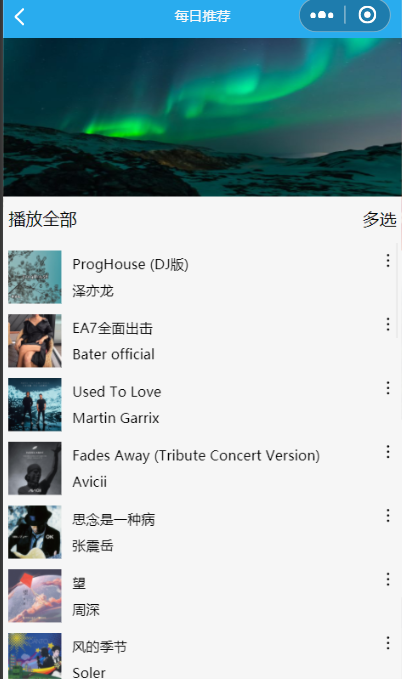 每日推荐
播放全部
多选
ProgHouse (DJ版)
泽亦龙
EA7全面出击
Bater official
Used To Love
Martin Garrix
Fades Away (Tribute Concert Version)
Avicii
思念是一种病
OK
张震岳
望
周深
风的季节
Soler